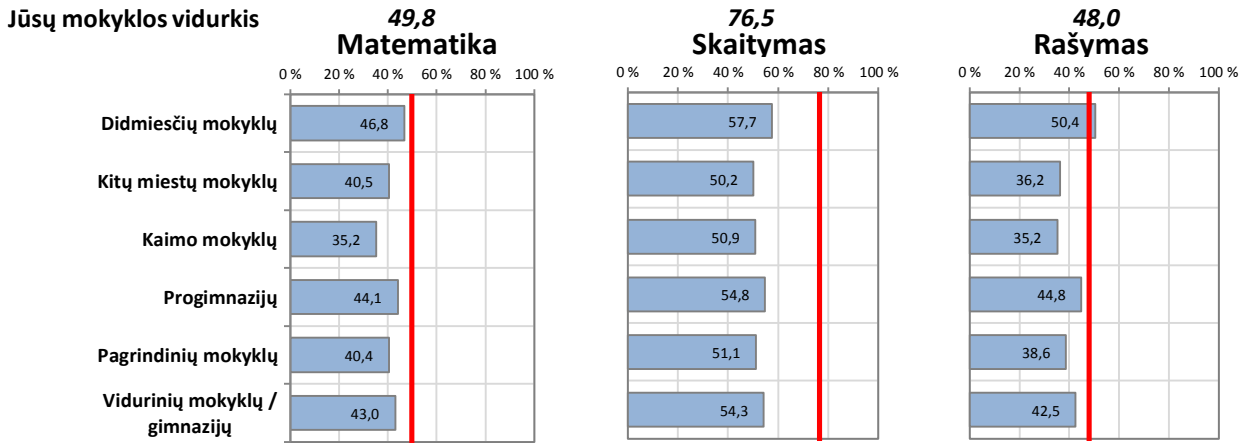 Jūsų mokyklos vidurkis 49,8 76,5 48,0
Matematika Skaitymas Rašymas
0 % 20 % 40 % 60 % 80 % 100 % 0 % 20 % 40 % 60 % 80 % 100 % 0 % 20 % 40 % 60 % 80 % 100 %
Didmiesčių mokyklų 46,8 57,7 50,4
Kitų miestų mokyklų 40,5 50,2 36,2
Kaimo mokyklų 35,2 50,9 35,2
Progimnazijų 44,1 54,8 44,8
Pagrindinių mokyklų 40,4 51,1 38,6
Vidurinių mokyklų /
gimnazijų 43,0 54,3 42,5